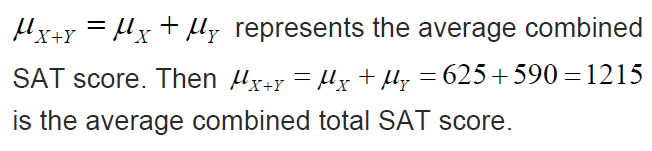 μ_{X+Y} = μ_X + μ_Y represents the average combined
SAT score. Then μ_{X+Y} = μ_X + μ_Y = 625 + 590 = 1215
is the average combined total SAT score.